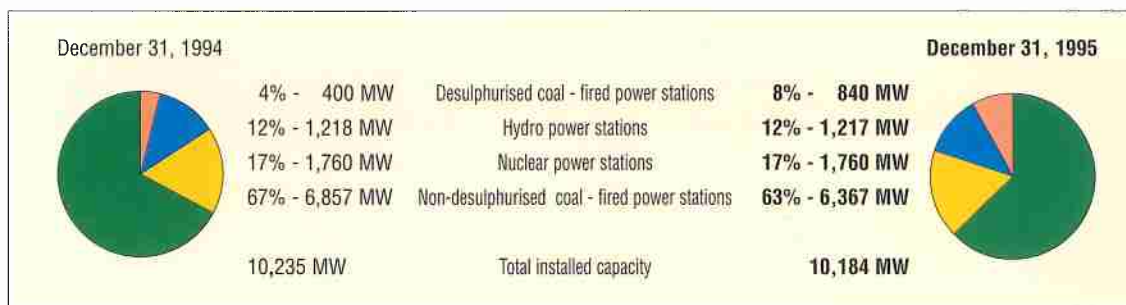 December 31, 1994 December 31, 1995
4% - 400 MW Desulphurised coal - fired power stations 8% - 840 MW
12% - 1,218 MW Hydro power stations 12% - 1,217 MW
17% - 1,760 MW Nuclear power stations 17% - 1,760 MW
67% - 6,857 MW Non-desulphurised coal - fired power stations 63% - 6,367 MW
10,235 MW Total installed capacity 10,184 MW